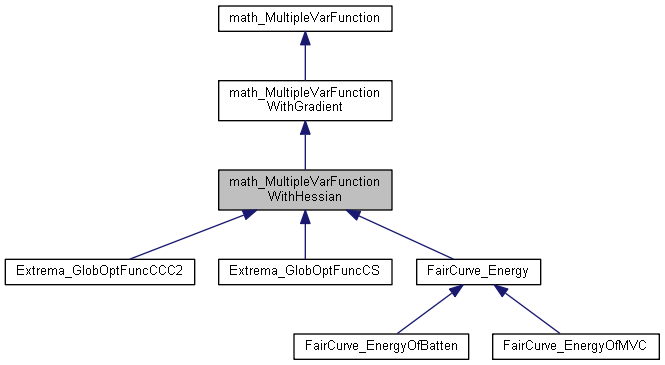 math_MultipleVarFunction
math_MultipleVarFunction
WithGradient
math_MultipleVarFunction
WithHessian
Extrema_GlobOptFuncCCC2
Extrema_GlobOptFuncCS
FairCurve_Energy
FairCurve_EnergyOfBatten
FairCurve_EnergyOfMVC